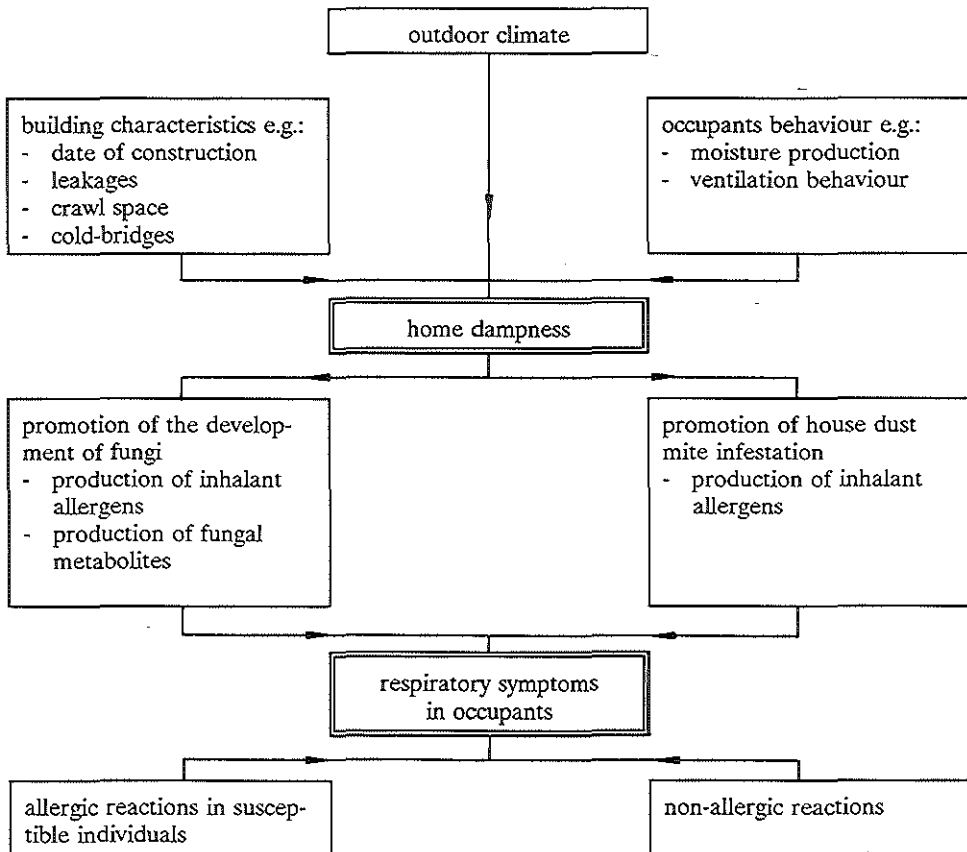 outdoor climate
building characteristics e.g.:
- date of construction
- leakages
- crawl space
- cold-bridges
occupants behaviour e.g.:
- moisture production
- ventilation behaviour
home dampness
promotion of the develop-
ment of fungi
- production of inhalant
allergens
- production of fungal
metabolites
promotion of house dust
mite infestation
- production of inhalant
allergens
respiratory symptoms
in occupants
allergic reactions in suscep-
tible individuals
non-allergic reactions